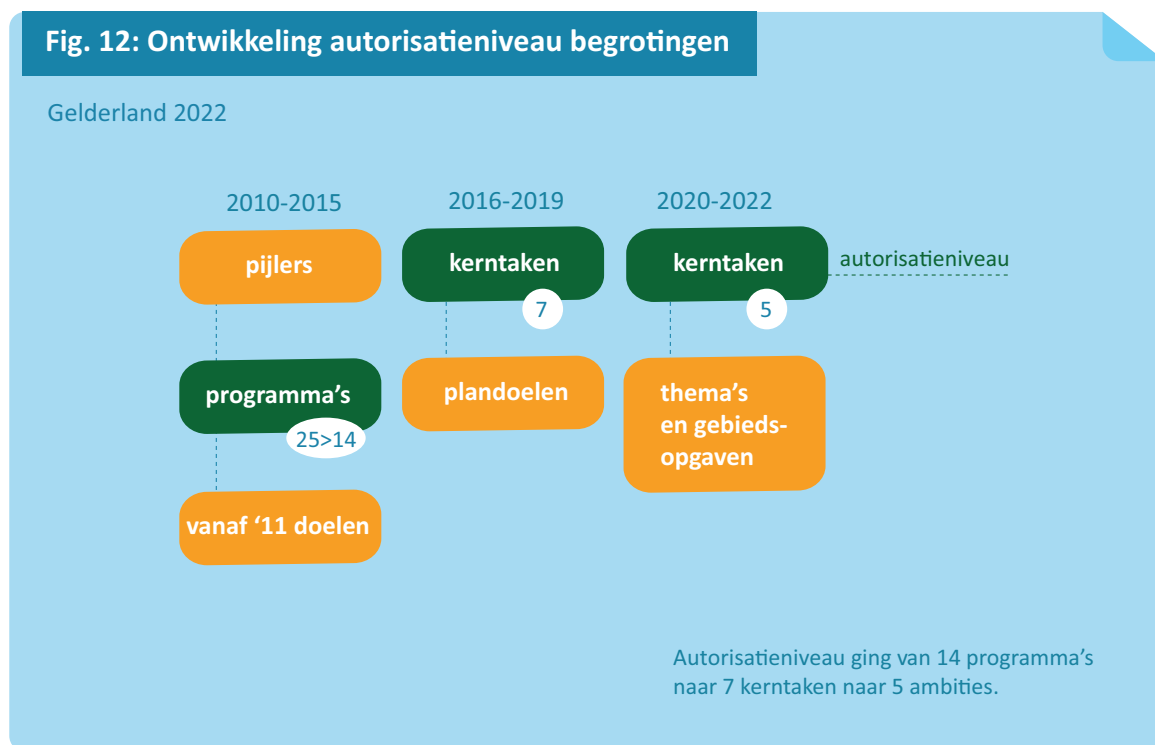 Fig. 12: Ontwikkeling autorisatieniveau begrotingen
Gelderland 2022
2010-2015
2016-2019
2020-2022
pijlers
kerntaken
kerntaken
autorisatieniveau
7
5
programma's
25>14
plandoelen
thema's
en gebieds-
opgaven
vanaf ‘11 doelen
Autorisatieniveau ging van 14 programma's
naar 7 kerntaken naar 5 ambities.